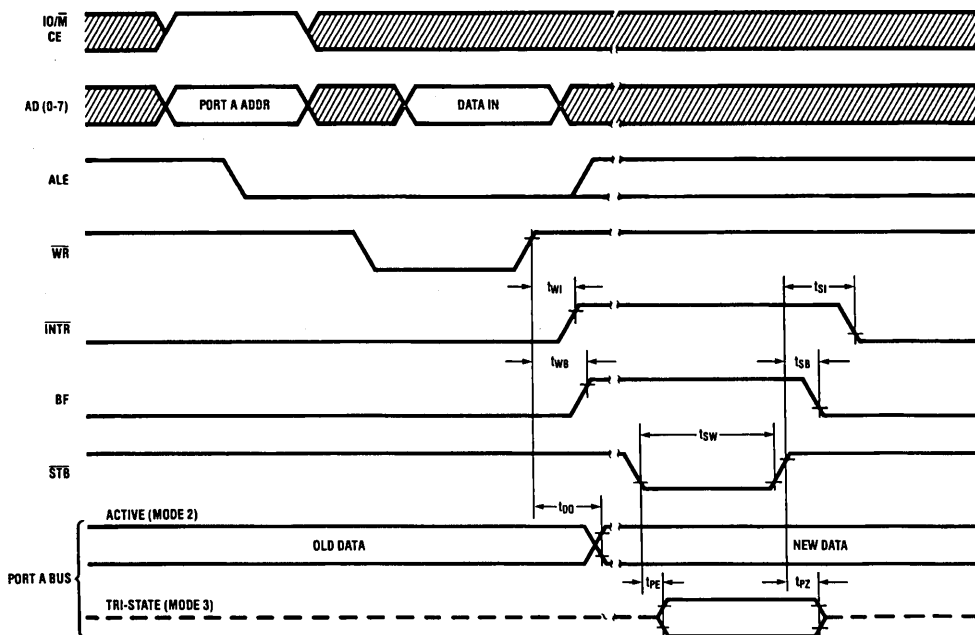 IO/M̅
CE
AD (0-7)
PORT A ADDR
DATA IN
ALE
W̅R̅
tWI
tSI
I̅N̅T̅R̅
tWB
tSB
BF
tSW
S̅T̅B̅
tDO
ACTIVE (MODE 2)
OLD DATA
NEW DATA
PORT A BUS
tPE
tPZ
TRI-STATE (MODE 3)